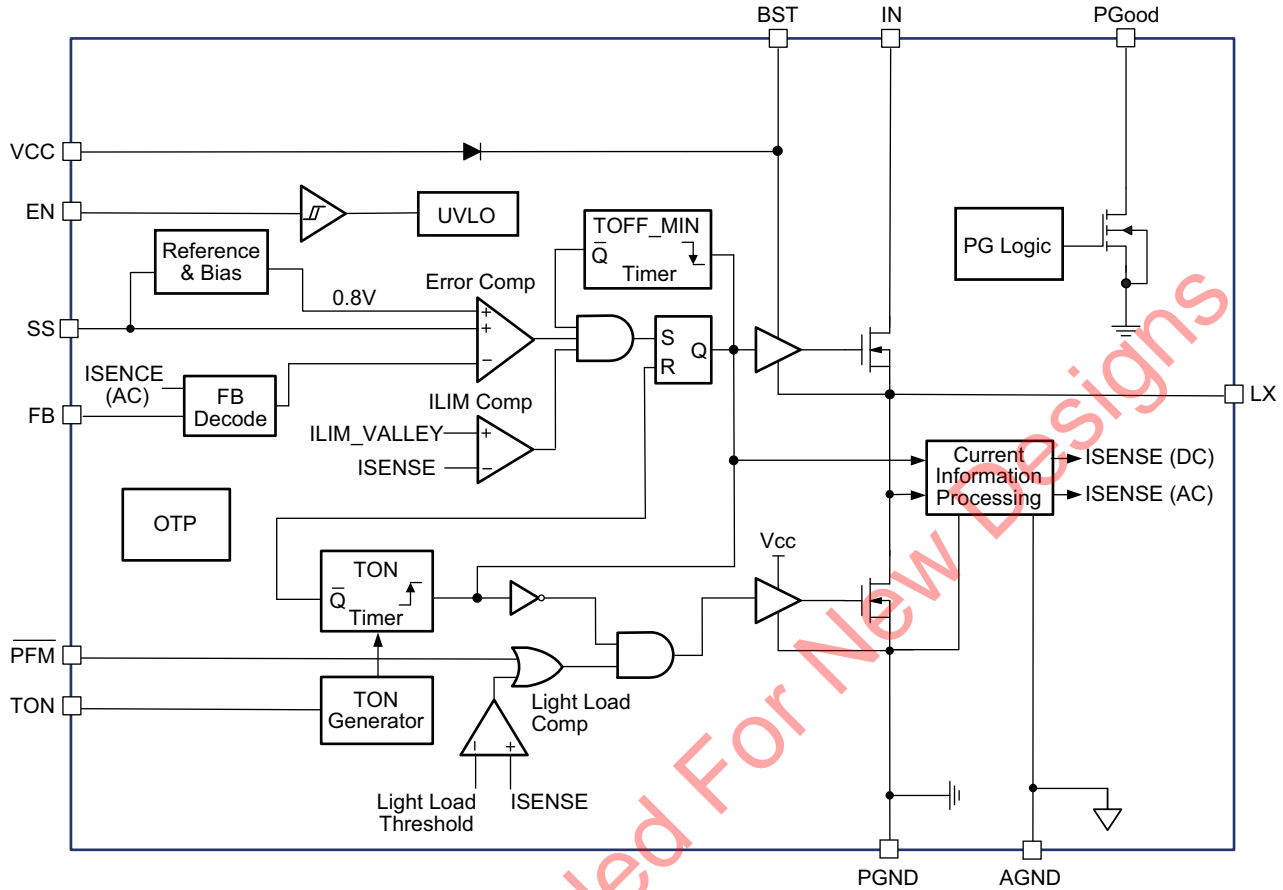 BST
IN
PGood
VCC
EN
UVLO
TOFF_MIN
Q̅
Timer
PG Logic
Reference
& Bias
Error Comp
0.8V
SS
+
+
−
S
R
Q
ISENCE
(AC)
FB
Decode
FB
LX
ILIM Comp
ILIM_VALLEY
+
ISENSE
−
Current
Information
Processing
ISENSE (DC)
ISENSE (AC)
OTP
Vcc
TON
Q̅
Timer
P̅F̅M̅
TON
TON
Generator
Light Load
Comp
−
+
Light Load
Threshold
ISENSE
PGND
AGND
ded For New Designs